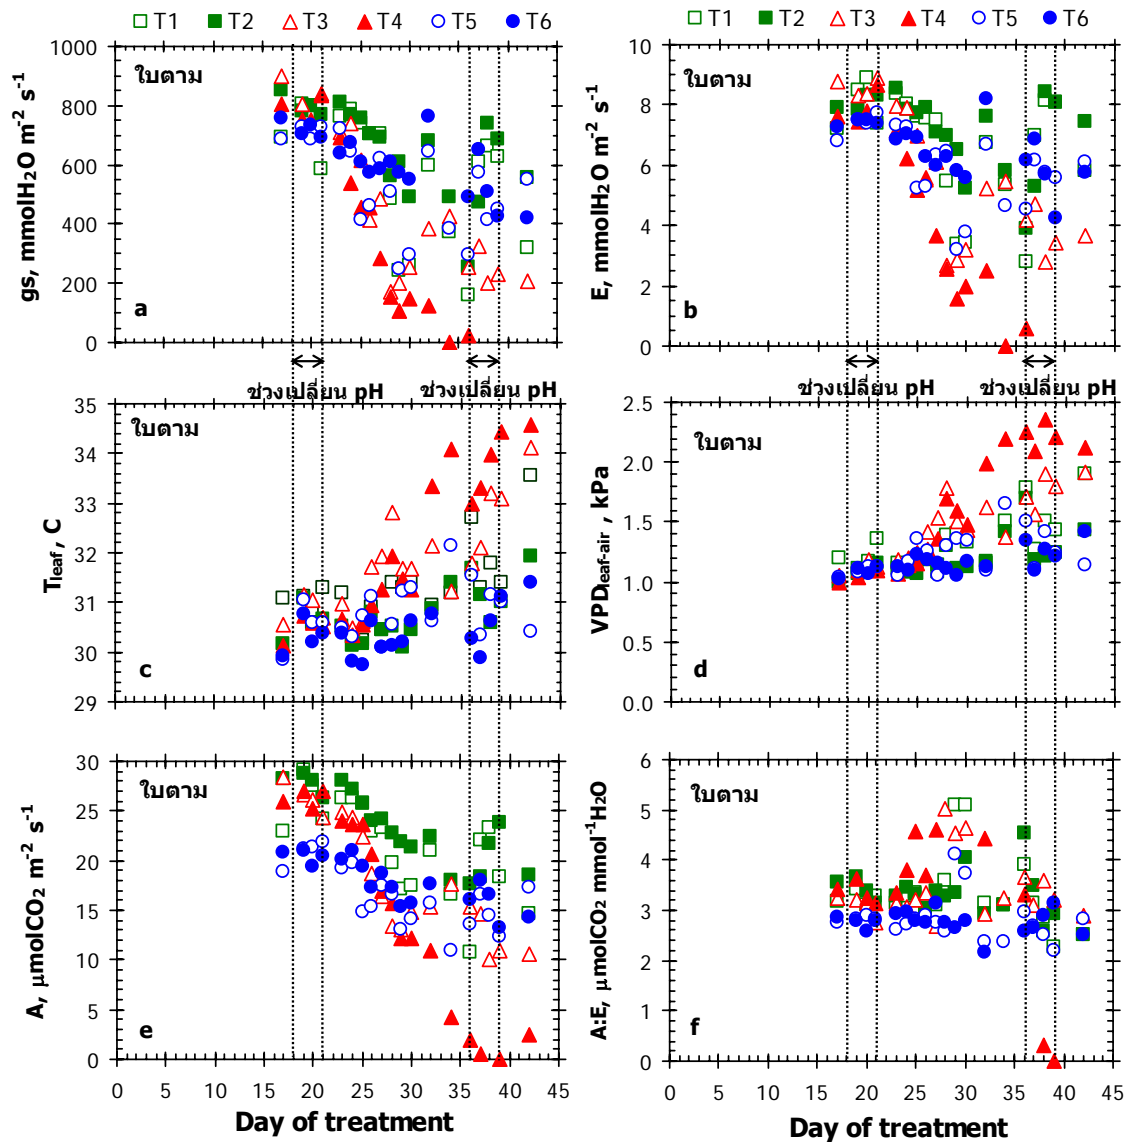 T1 T2 T3 T4 T5 T6
T1 T2 T3 T4 T5 T6
gs, mmolH₂O m⁻² s⁻¹
1000
800
600
400
200
0
ใบตาม
a
E, mmolH₂O m⁻² s⁻¹
10
8
6
4
2
0
ใบตาม
b
ช่วงเปลี่ยน pH
ช่วงเปลี่ยน pH
ช่วงเปลี่ยน pH
ช่วงเปลี่ยน pH
Tleaf, C
35
34
33
32
31
30
29
ใบตาม
c
VPDleaf-air, kPa
2.5
2.0
1.5
1.0
0.5
0.0
ใบตาม
d
A, µmolCO₂ m⁻² s⁻¹
30
25
20
15
10
5
0
ใบตาม
e
0 5 10 15 20 25 30 35 40 45
Day of treatment
A:E, µmolCO₂ mmol⁻¹H₂O
6
5
4
3
2
1
0
ใบตาม
f
0 5 10 15 20 25 30 35 40 45
Day of treatment